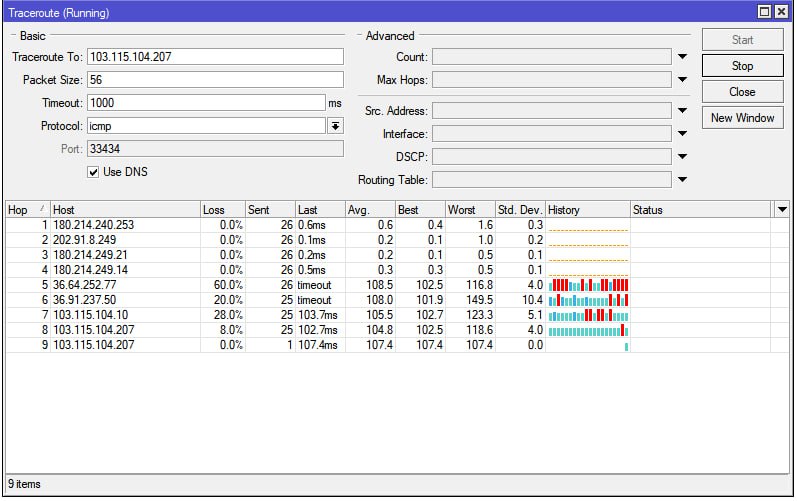 Traceroute (Running)
Basic
Advanced
Traceroute To: 103.115.104.207
Packet Size: 56
Timeout: 1000 ms
Protocol: icmp
Port: 33434
Use DNS
Count:
Max Hops:
Src. Address:
Interface:
DSCP:
Routing Table:
Start
Stop
Close
New Window
Hop Host Loss Sent Last Avg. Best Worst Std. Dev. History Status
1 180.214.240.253 0.0% 26 0.6ms 0.6 0.4 1.6 0.3
2 202.91.8.249 0.0% 26 0.1ms 0.2 0.1 1.0 0.2
3 180.214.249.21 0.0% 26 0.2ms 0.2 0.1 0.5 0.1
4 180.214.249.14 0.0% 26 0.5ms 0.3 0.3 0.5 0.1
5 36.64.252.77 60.0% 26 timeout 108.5 102.5 116.8 4.0
6 36.91.237.50 20.0% 25 timeout 108.0 101.9 149.5 10.4
7 103.115.104.10 28.0% 25 103.7ms 105.5 102.7 123.3 5.1
8 103.115.104.207 8.0% 25 102.7ms 104.8 102.5 118.6 4.0
9 103.115.104.207 0.0% 1 107.4ms 107.4 107.4 107.4 0.0
9 items